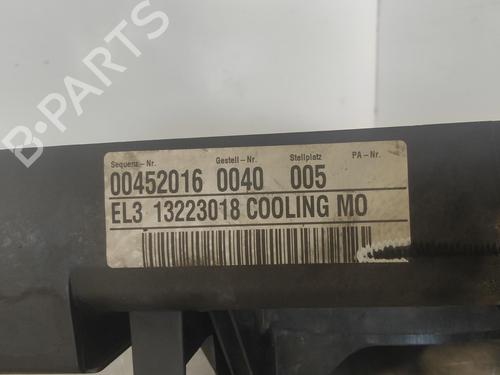 B-PARTS
Sequenz-Nr. Gestell-Nr. Stellplatz PA-Nr.
00452016 0040 005
EL3 13223018 COOLING MO